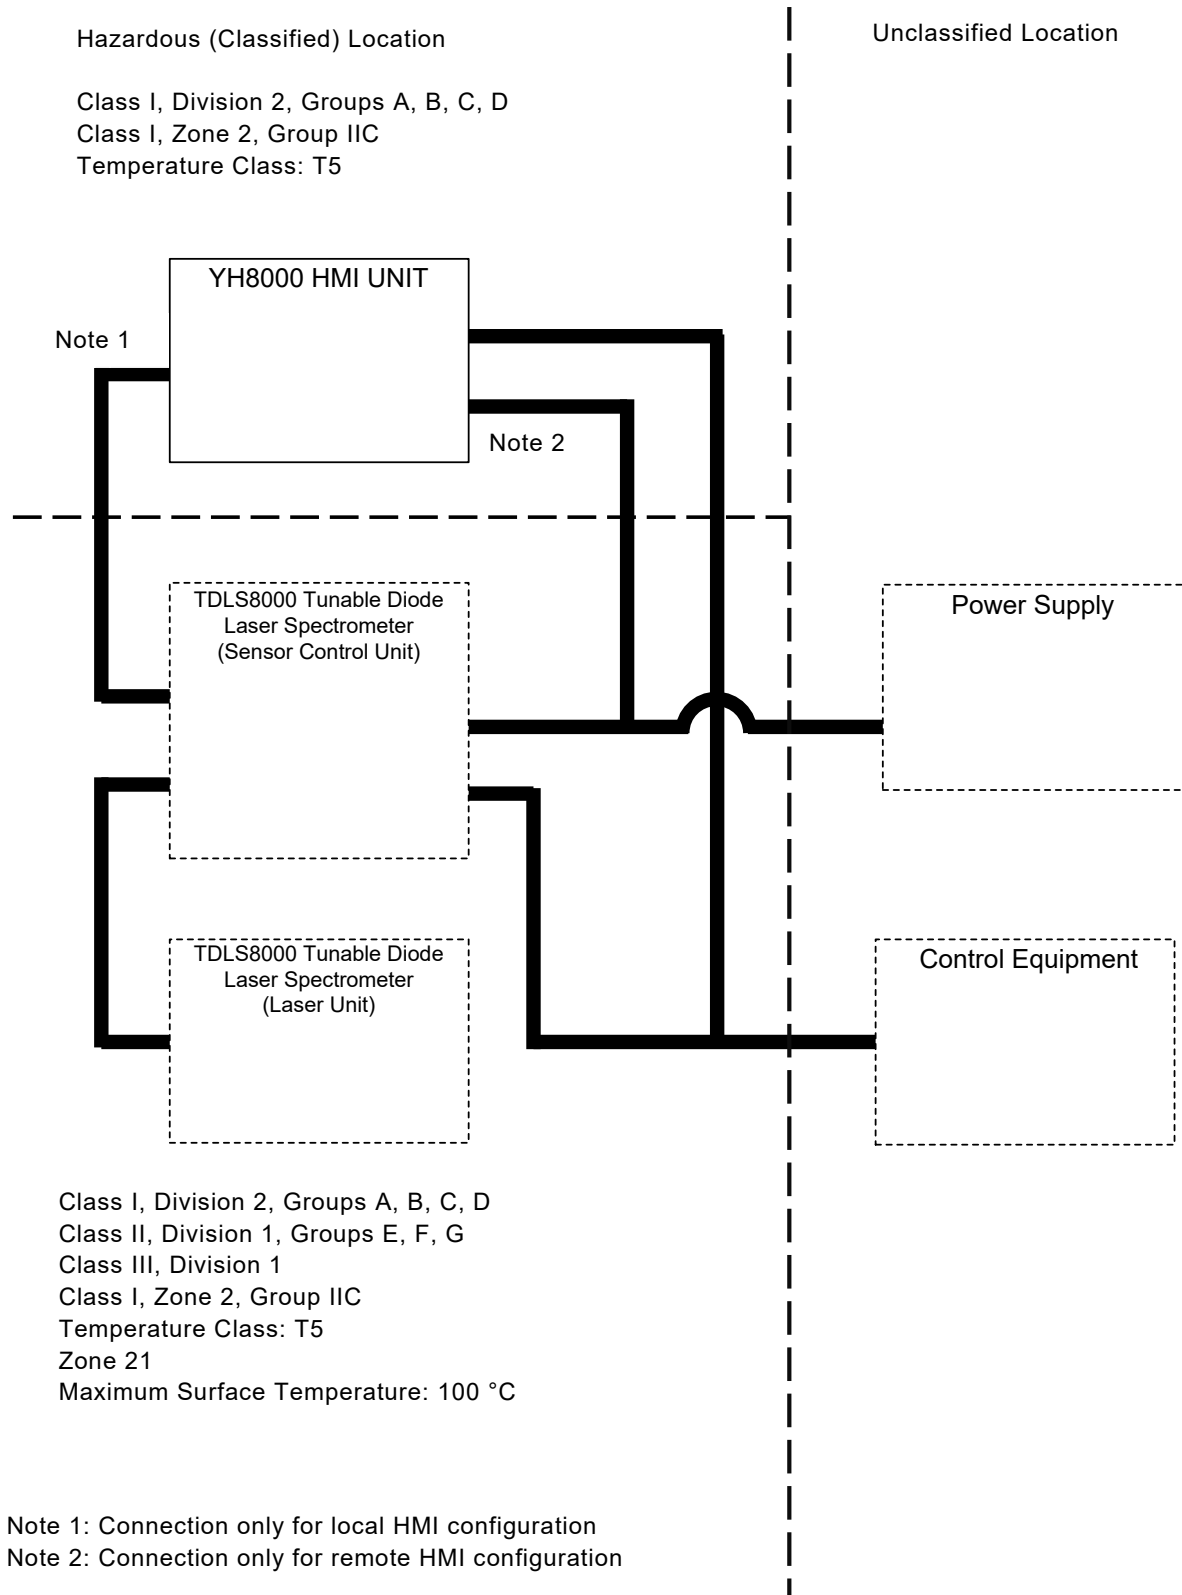 Hazardous (Classified) Location
Unclassified Location
Class I, Division 2, Groups A, B, C, D
Class I, Zone 2, Group IIC
Temperature Class: T5
YH8000 HMI UNIT
Note 1
Note 2
TDLS8000 Tunable Diode
Laser Spectrometer
(Sensor Control Unit)
Power Supply
TDLS8000 Tunable Diode
Laser Spectrometer
(Laser Unit)
Control Equipment
Class I, Division 2, Groups A, B, C, D
Class II, Division 1, Groups E, F, G
Class III, Division 1
Class I, Zone 2, Group IIC
Temperature Class: T5
Zone 21
Maximum Surface Temperature: 100 °C
Note 1: Connection only for local HMI configuration
Note 2: Connection only for remote HMI configuration